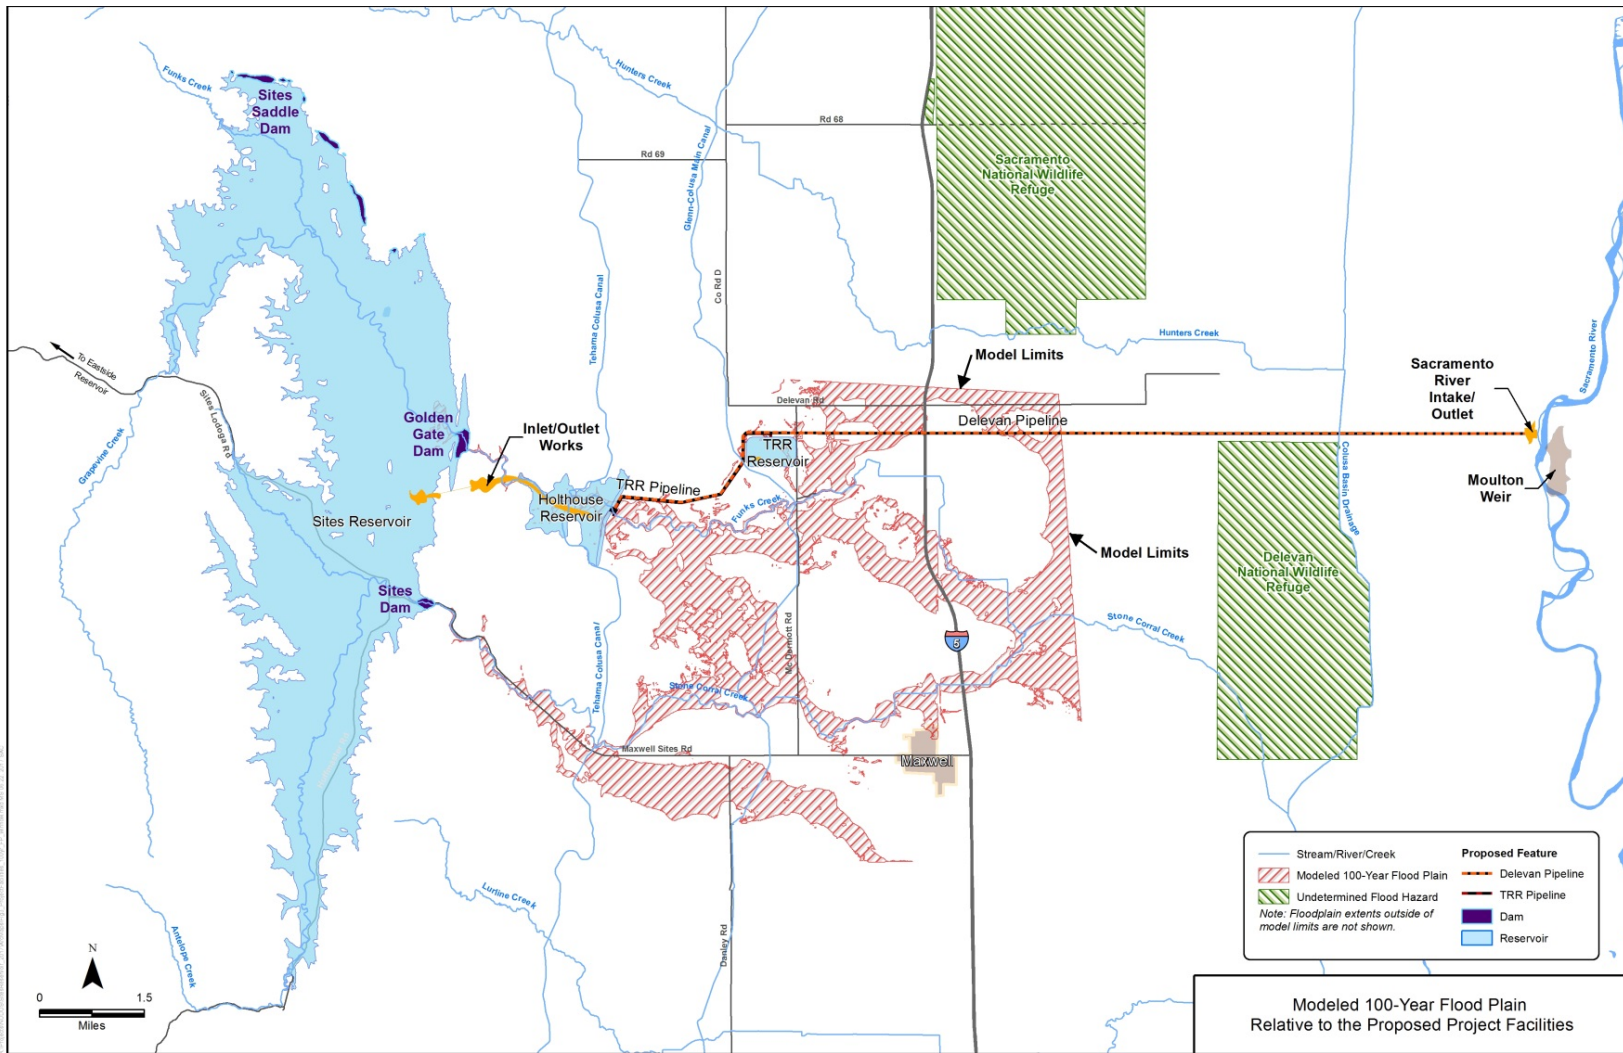 Funks Creek
Sites
Saddle
Dam
Hunters Creek
Glenn-Colusa Main Canal
Rd 68
Rd 69
Sacramento
National Wildlife
Refuge
Co Rd D
Tehama Colusa Canal
Hunters Creek
Sacramento River
Model Limits
To Eastside
Reservoir
Sites Lodoga Rd
Grapevine Creek
Golden
Gate
Dam
Inlet/Outlet
Works
Delevan Rd
Delevan Pipeline
Sacramento
River
Intake/
Outlet
TRR
Reservoir
TRR Pipeline
Holthouse
Reservoir
Funks Creek
Sites Reservoir
Colusa Basin Drainage
Moulton
Weir
Model Limits
Delevan
National Wildlife
Refuge
Sites
Dam
Stone Corral Creek
5
Mc Dermott Rd
Tehama Colusa Canal
Stone Corral Creek
Maxwell Sites Rd
Maxwell
Lurline Creek
Antelope Creek
Danley Rd
N
0 1.5
Miles
Stream/River/Creek
Modeled 100-Year Flood Plain
Undetermined Flood Hazard
Note: Floodplain extents outside of
model limits are not shown.
Proposed Feature
Delevan Pipeline
TRR Pipeline
Dam
Reservoir
Modeled 100-Year Flood Plain
Relative to the Proposed Project Facilities